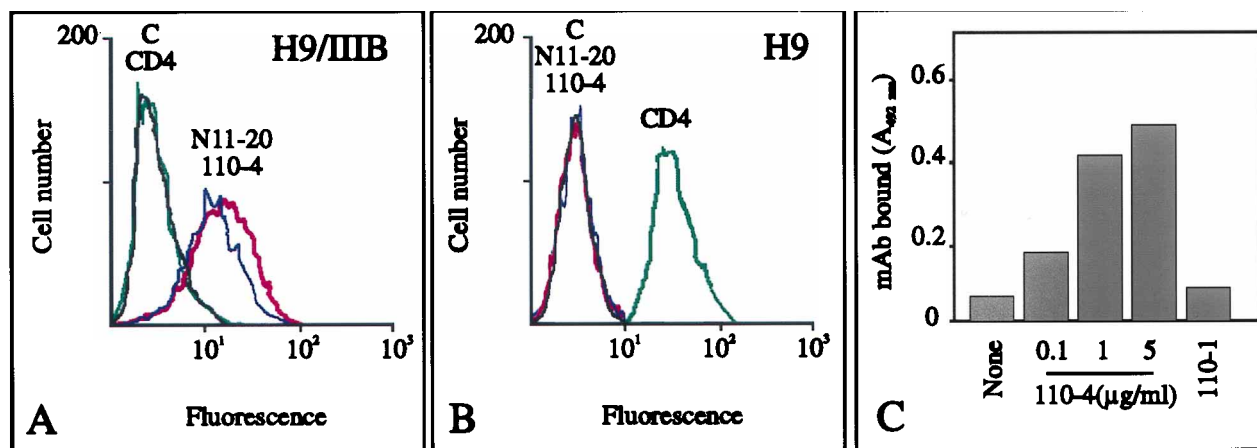 200
C
CD4
H9/IIIB
N11-20
110-4
Cell number
10¹ 10² 10³
A
Fluorescence
200
C
N11-20
110-4
H9
CD4
Cell number
10¹ 10² 10³
B
Fluorescence
mAb bound (A₄₉₂ nm)
0.6
0.4
0.2
0
None 0.1 1 5 110-1
110-4(µg/ml)
C